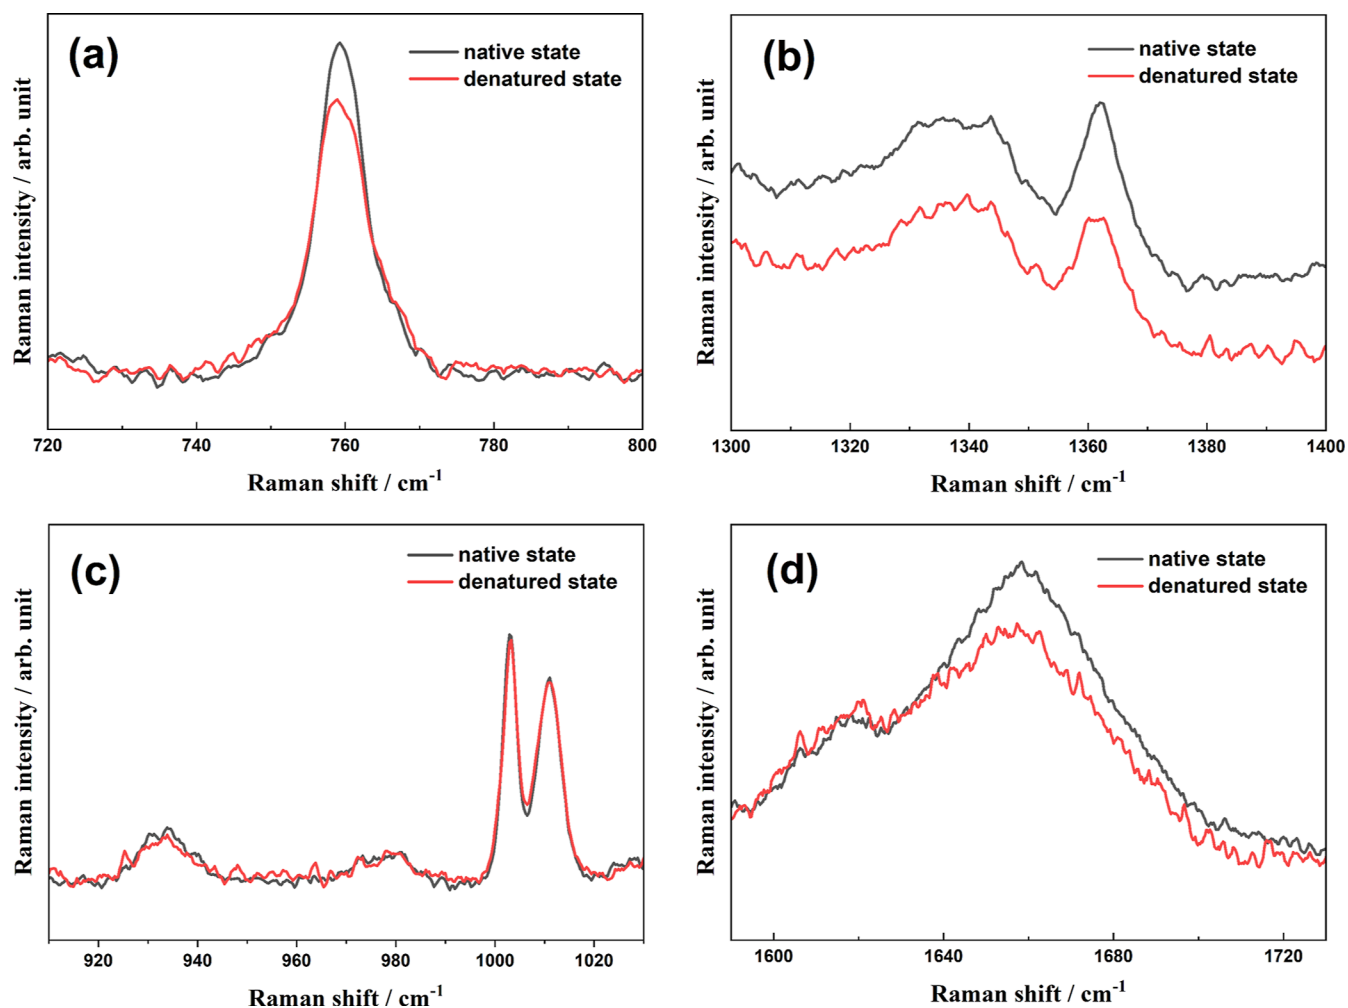 (a)
native state
denatured state
Raman intensity / arb. unit
720 740 760 780 800
Raman shift / cm-1
(b)
native state
denatured state
Raman intensity / arb. unit
1300 1320 1340 1360 1380 1400
Raman shift / cm-1
(c)
native state
denatured state
Raman intensity / arb. unit
920 940 960 980 1000 1020
Raman shift / cm-1
(d)
native state
denatured state
Raman intensity / arb. unit
1600 1640 1680 1720
Raman shift / cm-1